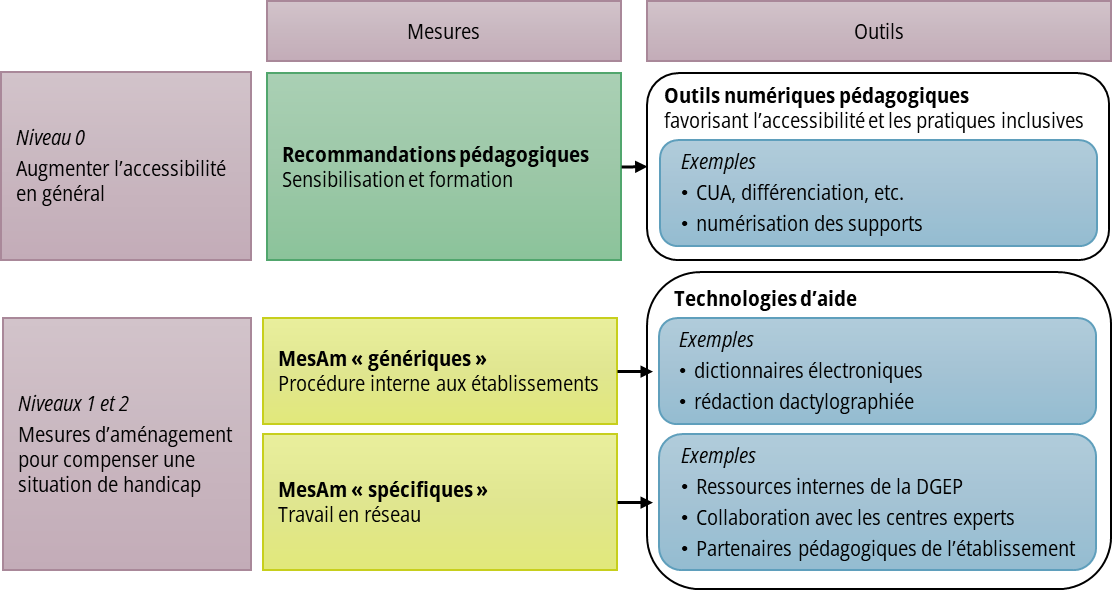 Mesures
Outils
Niveau 0
Augmenter l’accessibilité
en général
Recommandations pédagogiques
Sensibilisation et formation
Outils numériques pédagogiques
favorisant l’accessibilité et les pratiques inclusives
Exemples
• CUA, différenciation, etc.
• numérisation des supports
Niveaux 1 et 2
Mesures d’aménagement
pour compenser une
situation de handicap
MesAm « génériques »
Procédure interne aux établissements
MesAm « spécifiques »
Travail en réseau
Technologies d’aide
Exemples
• dictionnaires électroniques
• rédaction dactylographiée
Exemples
• Ressources internes de la DGEP
• Collaboration avec les centres experts
• Partenaires pédagogiques de l’établissement